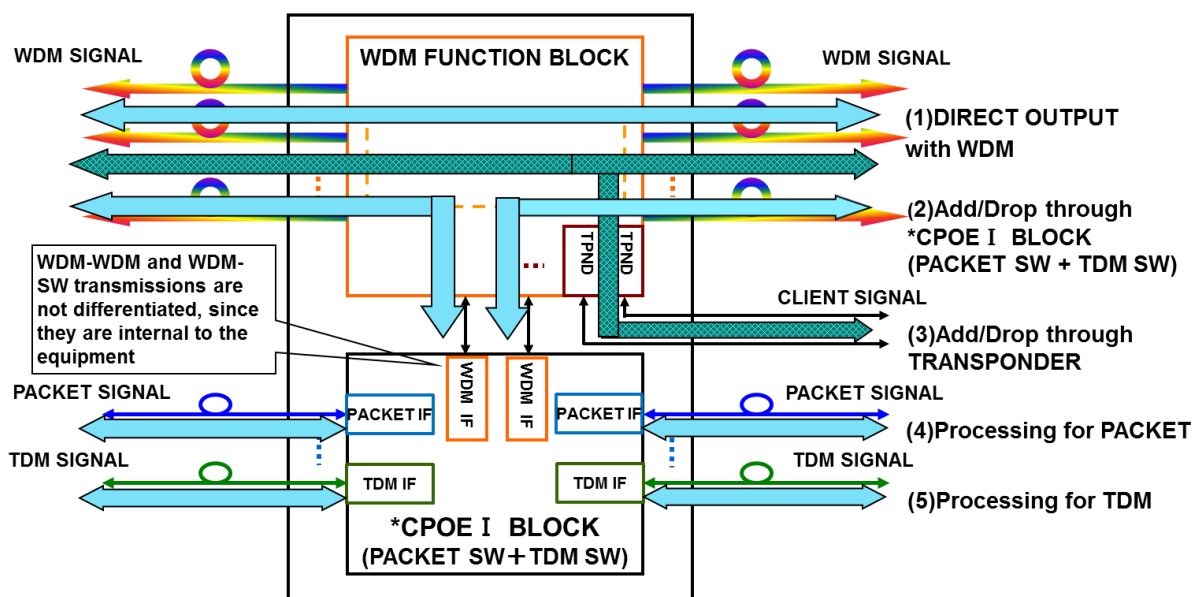 WDM SIGNAL
WDM FUNCTION BLOCK
WDM SIGNAL
(1)DIRECT OUTPUT
with WDM
(2)Add/Drop through
*CPOE Ⅰ BLOCK
(PACKET SW + TDM SW)
TPND
TPND
WDM-WDM and WDM-
SW transmissions are
not differentiated, since
they are internal to the
equipment
CLIENT SIGNAL
(3)Add/Drop through
TRANSPONDER
WDM IF
WDM IF
PACKET SIGNAL
PACKET IF
PACKET IF
PACKET SIGNAL
(4)Processing for PACKET
TDM SIGNAL
TDM IF
TDM IF
TDM SIGNAL
(5)Processing for TDM
*CPOE Ⅰ BLOCK
(PACKET SW+TDM SW)